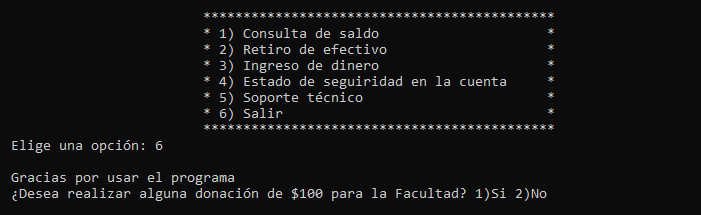 ********************************************
* 1) Consulta de saldo                     *
* 2) Retiro de efectivo                    *
* 3) Ingreso de dinero                     *
* 4) Estado de seguiridad en la cuenta     *
* 5) Soporte técnico                       *
* 6) Salir                                 *
********************************************
Elige una opción: 6
Gracias por usar el programa
¿Desea realizar alguna donación de $100 para la Facultad? 1)Si 2)No